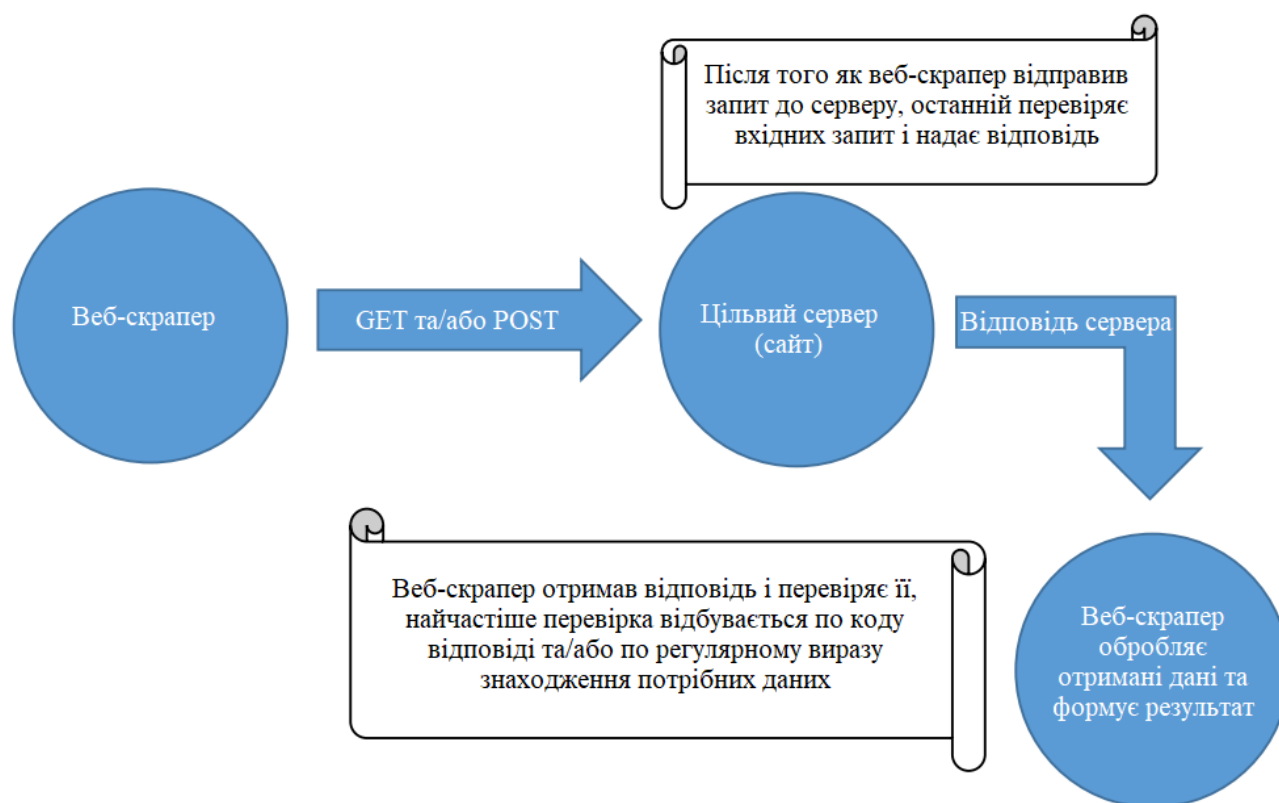 Після того як веб-скрапер відправив
запит до серверу, останній перевіряє
вхідних запит і надає відповідь
Веб-скрапер
GET та/або POST
Цільвий сервер
(сайт)
Відповідь сервера
Веб-скрапер отримав відповідь і перевіряє її,
найчастіше перевірка відбувається по коду
відповіді та/або по регулярному виразу
знаходження потрібних даних
Веб-скрапер
обробляє
отримані дані та
формує результат